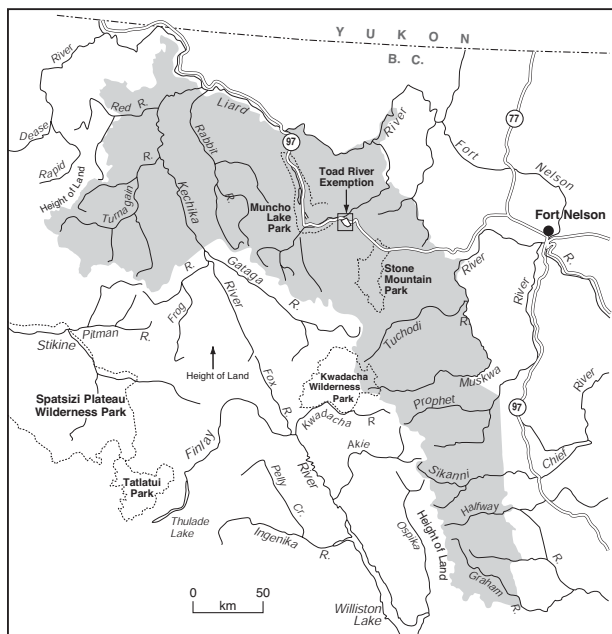 YUKON
B. C.
River
Dease
Rapid
Red R.
Liard
97
River
77
Fort
Nelson
R.
Fort Nelson
Height of Land
Turnagain
R.
Kechika
Rabbit
R.
Toad River
Exemption
Muncho
Lake
Park
Stone
Mountain
Park
River
River
R.
Gataga
R.
Frog
River
Tuchodi
R.
Stikine
Pitman
R.
Height of Land
Fox
R.
Kwadacha
Wilderness
Park
Muskwa
Spatsizi Plateau
Wilderness Park
Kwadacha
R
Prophet
97
River
Finlay
Akie
Sikanni
Chief
Tatlatui
Park
River
Pelly
Cr.
Halfway
Thulade
Lake
Ingenika
R.
Ospika
Height of Land
R.
Graham
R.
0 50
km
Williston
Lake